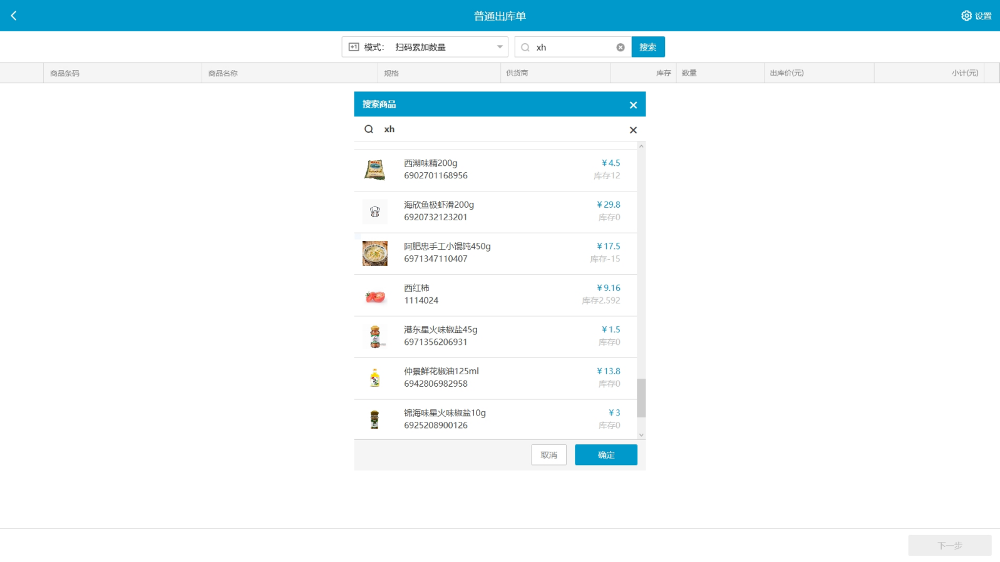 普通出库单
设置
模式： 扫码累加数量
xh
搜索
商品条码 商品名称 规格 供货商 库存 数量 出库价(元) 小计(元)
搜索商品
xh
西湖味精200g ¥4.5
6902701168956 库存12
海欣鱼极虾滑200g ¥29.8
6920732123201 库存0
阿肥忠手工小馄饨450g ¥17.5
6971347110407 库存-15
西红柿 ¥9.16
1114024 库存2.592
港东星火味椒盐45g ¥1.5
6971356206931 库存0
仲景鲜花椒油125ml ¥13.8
6942806982958 库存0
锦海味星火味椒盐10g ¥3
6925208900126 库存0
取消 确定
下一步